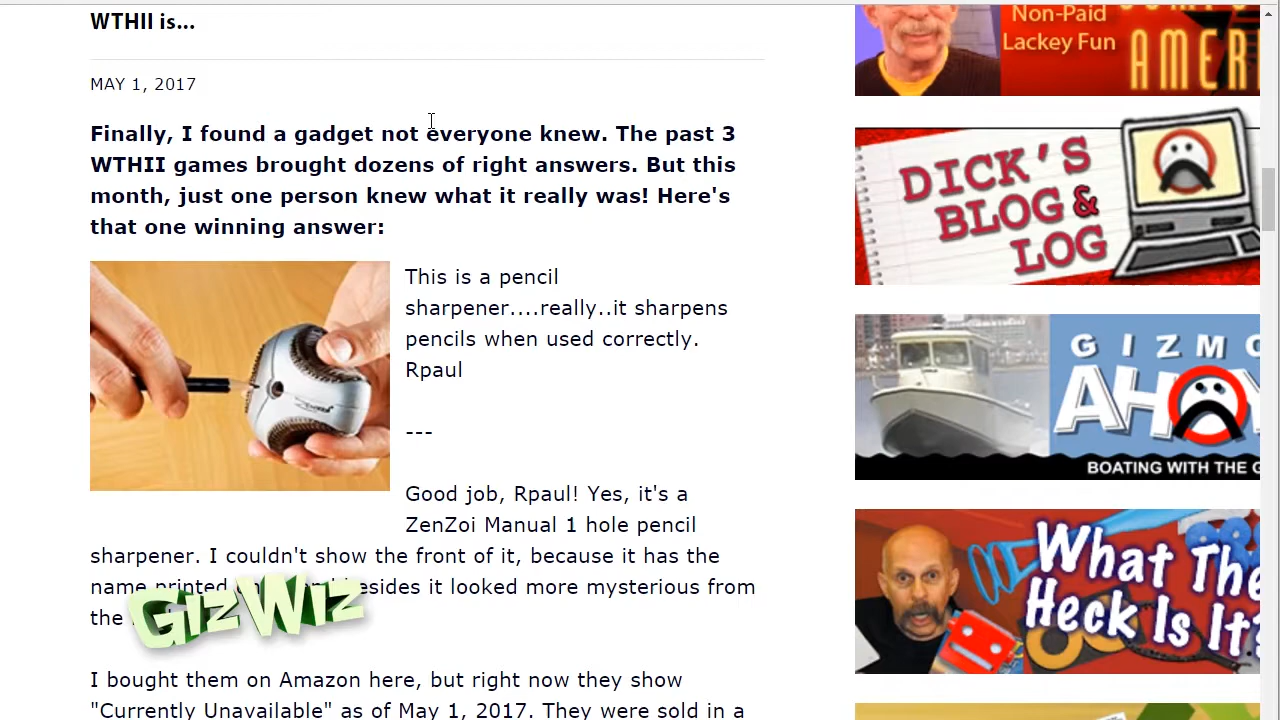 WTHII is...
MAY 1, 2017
Finally, I found a gadget not everyone knew. The past 3
WTHII games brought dozens of right answers. But this
month, just one person knew what it really was! Here's
that one winning answer:
This is a pencil
sharpener....really..it sharpens
pencils when used correctly.
Rpaul
---
Good job, Rpaul! Yes, it's a
ZenZoi Manual 1 hole pencil
sharpener. I couldn't show the front of it, because it has the
name printed esides it looked more mysterious from
the
GIZWIZ
I bought them on Amazon here, but right now they show
"Currently Unavailable" as of May 1, 2017. They were sold in a
Non-Paid
Lackey Fun
AMER
DICK'S
BLOG &
LOG
GIZMO
AHOY
BOATING WITH THE G
What The
Heck Is It?